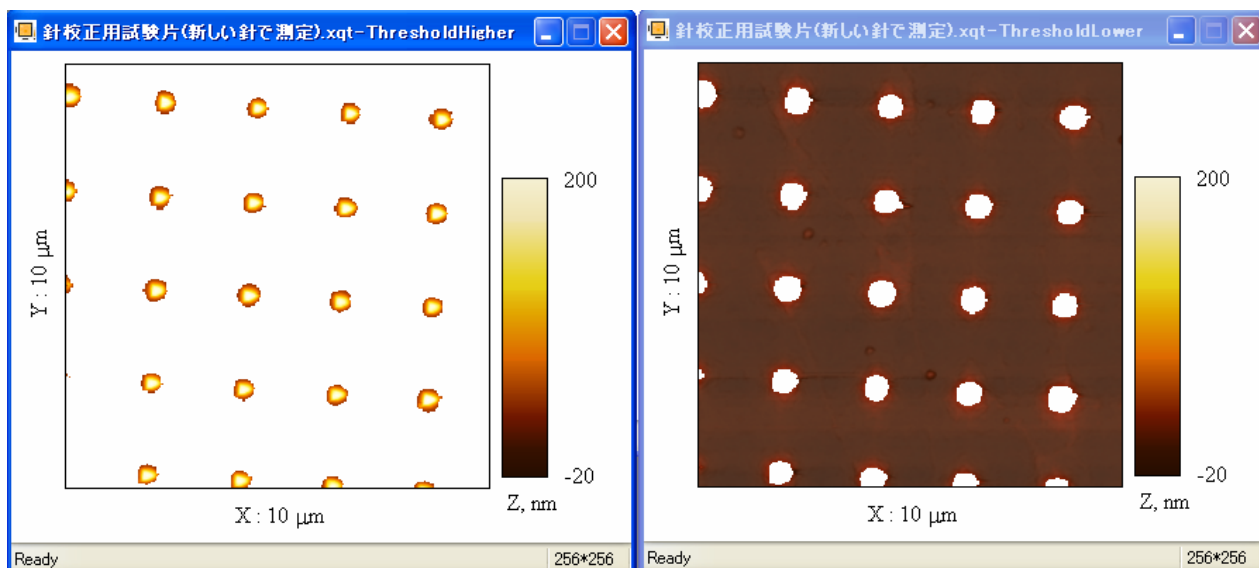 針校正用試験片(新しい針で測定).xqt-ThresholdHigher
200
-20
Z, nm
Y : 10 μm
X : 10 μm
Ready
256*256
針校正用試験片(新しい針で測定).xqt-ThresholdLower
200
-20
Z, nm
Y : 10 μm
X : 10 μm
Ready
256*256